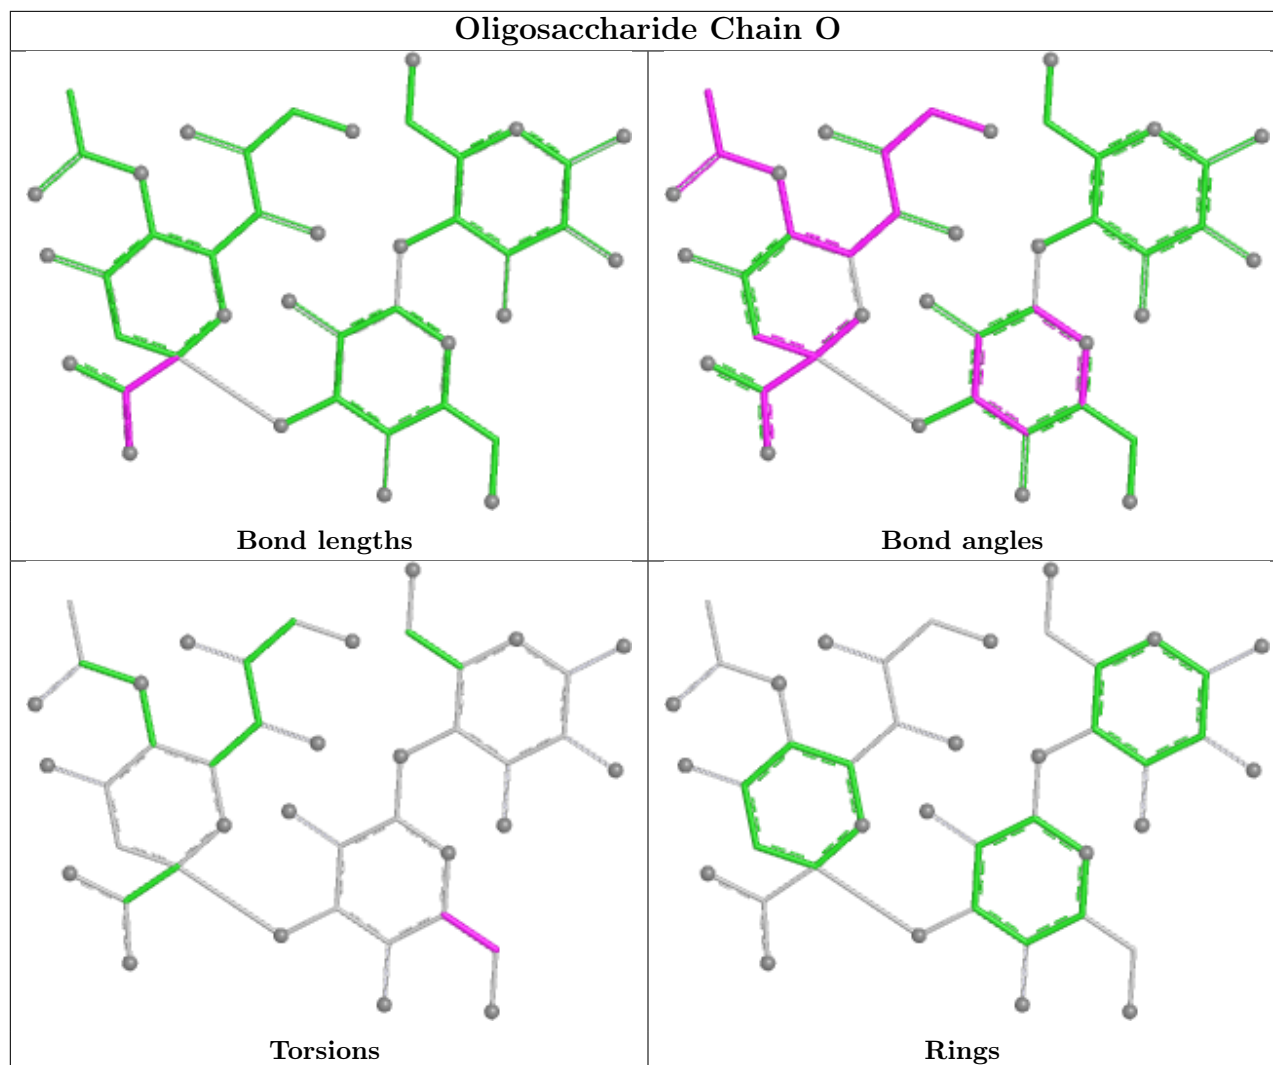 Oligosaccharide Chain O
Bond lengths
Bond angles
Torsions
Rings